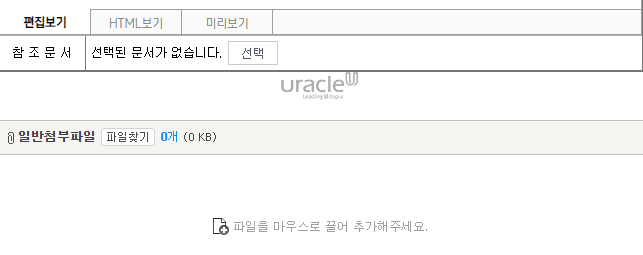 편집보기 HTML보기 미리보기
참 조 문 서 선택된 문서가 없습니다. 선택
uracle U
Leading U-topia
일반첨부파일 파일찾기 0개 (0 KB)
파일을 마우스로 끌어 추가해주세요.